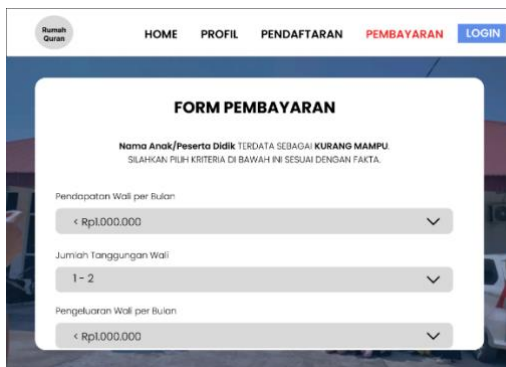 Rumah
Quran
HOME PROFIL PENDAFTARAN PEMBAYARAN LOGIN
FORM PEMBAYARAN
Nama Anak/Peserta Didik TERDATA SEBAGAI KURANG MAMPU.
SILAHKAN PILIH KRITERIA DI BAWAH INI SESUAI DENGAN FAKTA.
Pendapatan Wali per Bulan
< Rp1.000.000
Jumlah Tanggungan Wali
1 - 2
Pengeluaran Wali per Bulan
< Rp1.000.000